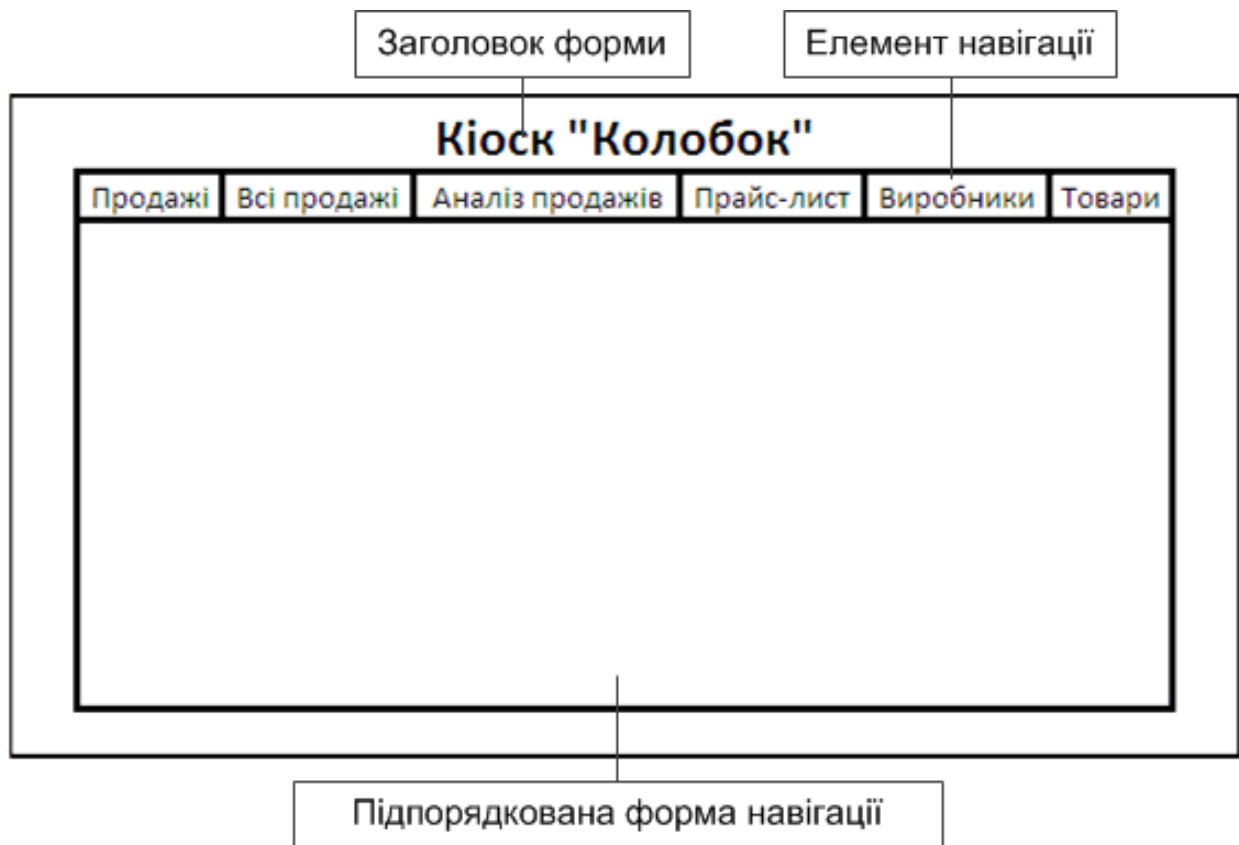 Заголовок форми
Елемент навігації
Кіоск "Колобок"
Продажі Всі продажі Аналіз продажів Прайс-лист Виробники Товари
Підпорядкована форма навігації